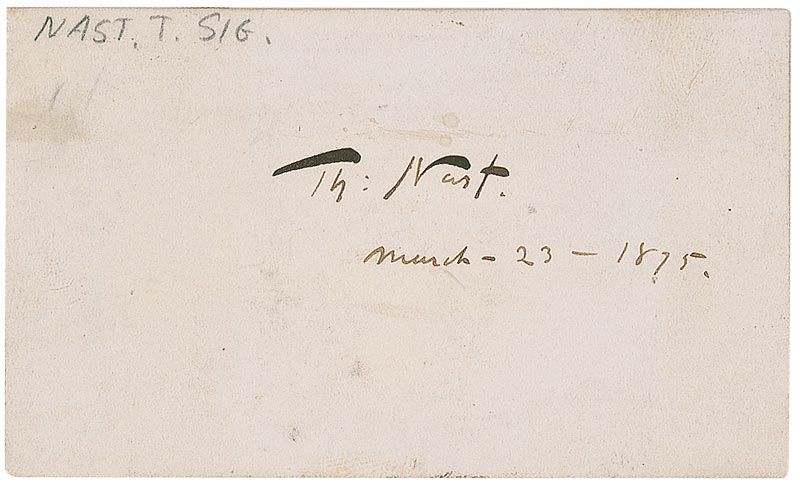 NAST. T. SIG.
Th: Nast.
March - 23 - 1875.